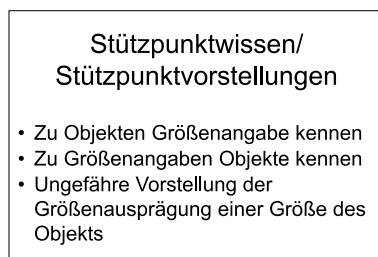 Stützpunktwissen/
Stützpunktvorstellungen
• Zu Objekten Größenangabe kennen
• Zu Größenangaben Objekte kennen
• Ungefähre Vorstellung der
Größenausprägung einer Größe des
Objekts